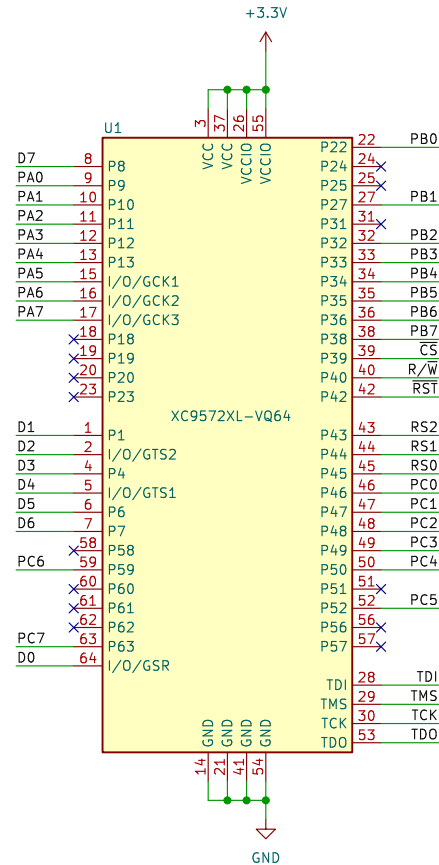 +3.3V
U1
3 37 26 55
VCC VCC VCCIO VCCIO
D7 8 P8
PA0 9 P9
PA1 10 P10
PA2 11 P11
PA3 12 P12
PA4 13 P13
PA5 15 I/O/GCK1
PA6 16 I/O/GCK2
PA7 17 I/O/GCK3
18 P18
19 P19
20 P20
23 P23
D1 1 P1
D2 2 I/O/GTS2
D3 4 P4
D4 5 I/O/GTS1
D5 6 P6
D6 7 P7
58 P58
PC6 59 P59
60 P60
61 P61
62 P62
PC7 63 P63
D0 64 I/O/GSR
XC9572XL-VQ64
P22 22 PB0
P24 24
P25 25
P27 27 PB1
P31 31
P32 32 PB2
P33 33 PB3
P34 34 PB4
P35 35 PB5
P36 36 PB6
P38 38 PB7
P39 39 C̅S̅
P40 40 R/W̅
P42 42 R̅S̅T̅
P43 43 RS2
P44 44 RS1
P45 45 RS0
P46 46 PC0
P47 47 PC1
P48 48 PC2
P49 49 PC3
P50 50 PC4
P51 51
P52 52 PC5
P56 56
P57 57
TDI 28 TDI
TMS 29 TMS
TCK 30 TCK
TDO 53 TDO
GND GND GND GND
14 21 41 54
GND